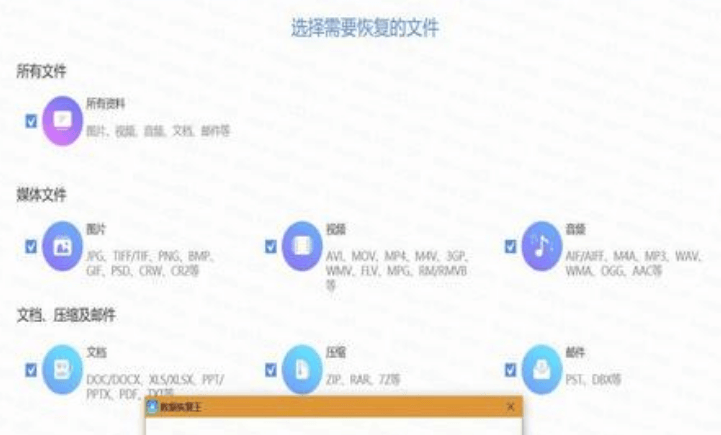 选择需要恢复的文件
所有文件
所有资料
图片、视频、音频、文档、邮件等
媒体文件
图片
JPG、TIFF/TIF、PNG、BMP、
GIF、PSD、CRW、CR2等
视频
AVI、MOV、MP4、M4V、3GP、
WMV、FLV、MPG、RM/RMVB
等
音频
AIF/AIFF、M4A、MP3、WAV、
WMA、OGG、AAC等
文档、压缩及邮件
文档
DOC/DOCX、XLS/XLSX、PPT/
PPTX、PDF、TXT等
压缩
ZIP、RAR、7Z等
邮件
PST、DBX等
数据恢复王